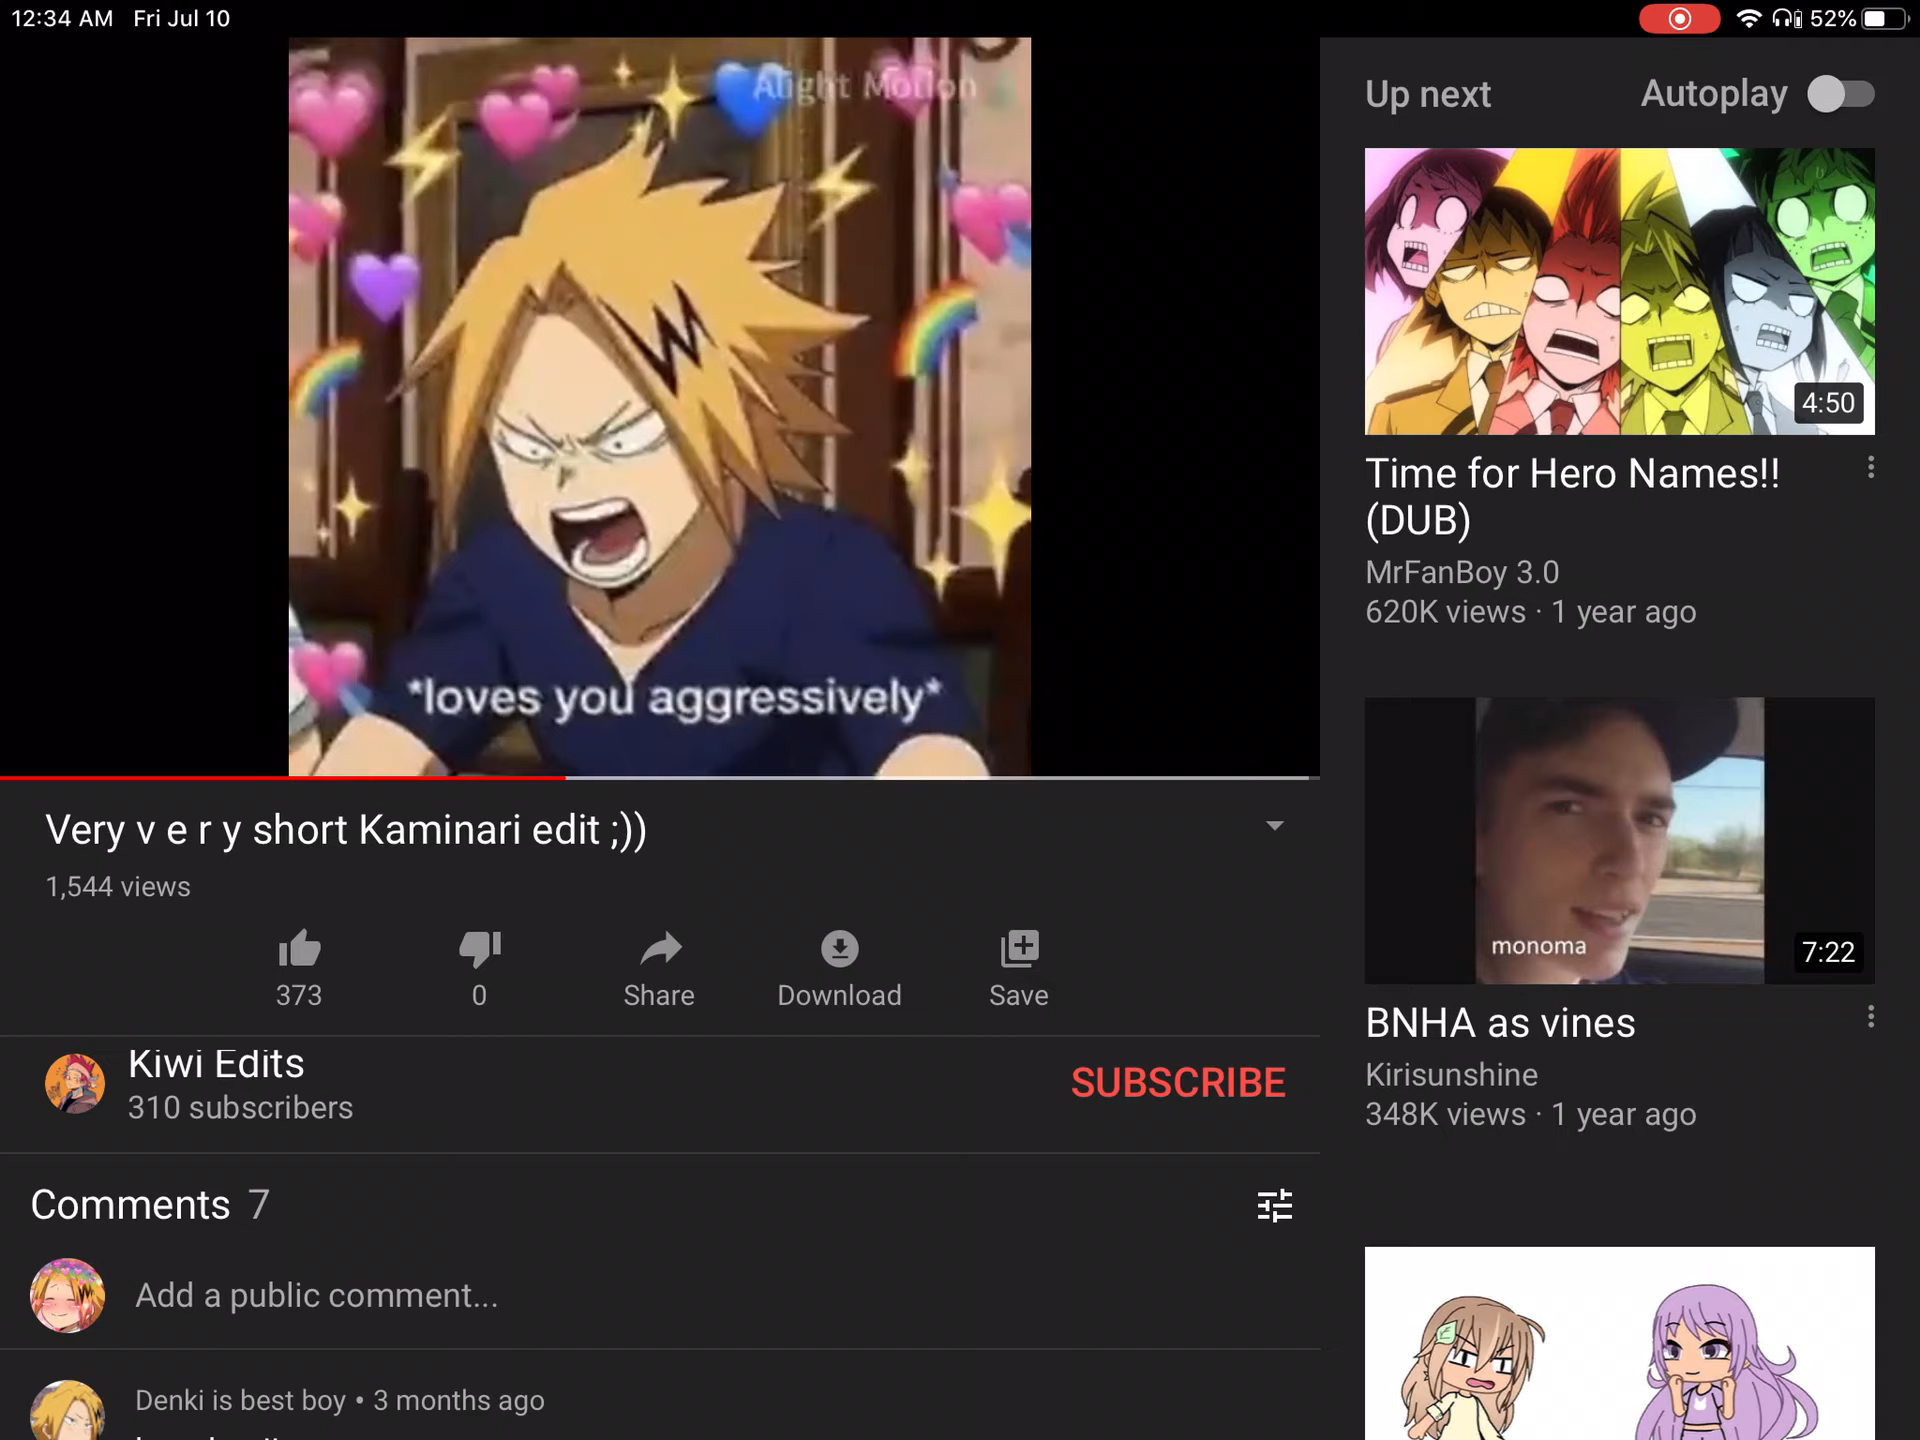 12:34 AM Fri Jul 10
52%
Alight Motion
*loves you aggressively*
Very v e r y short Kaminari edit ;))
1,544 views
373
0
Share
Download
Save
Kiwi Edits
310 subscribers
SUBSCRIBE
Comments 7
Add a public comment...
Denki is best boy • 3 months ago
Up next
Autoplay
4:50
Time for Hero Names!!
(DUB)
MrFanBoy 3.0
620K views · 1 year ago
monoma
7:22
BNHA as vines
Kirisunshine
348K views · 1 year ago